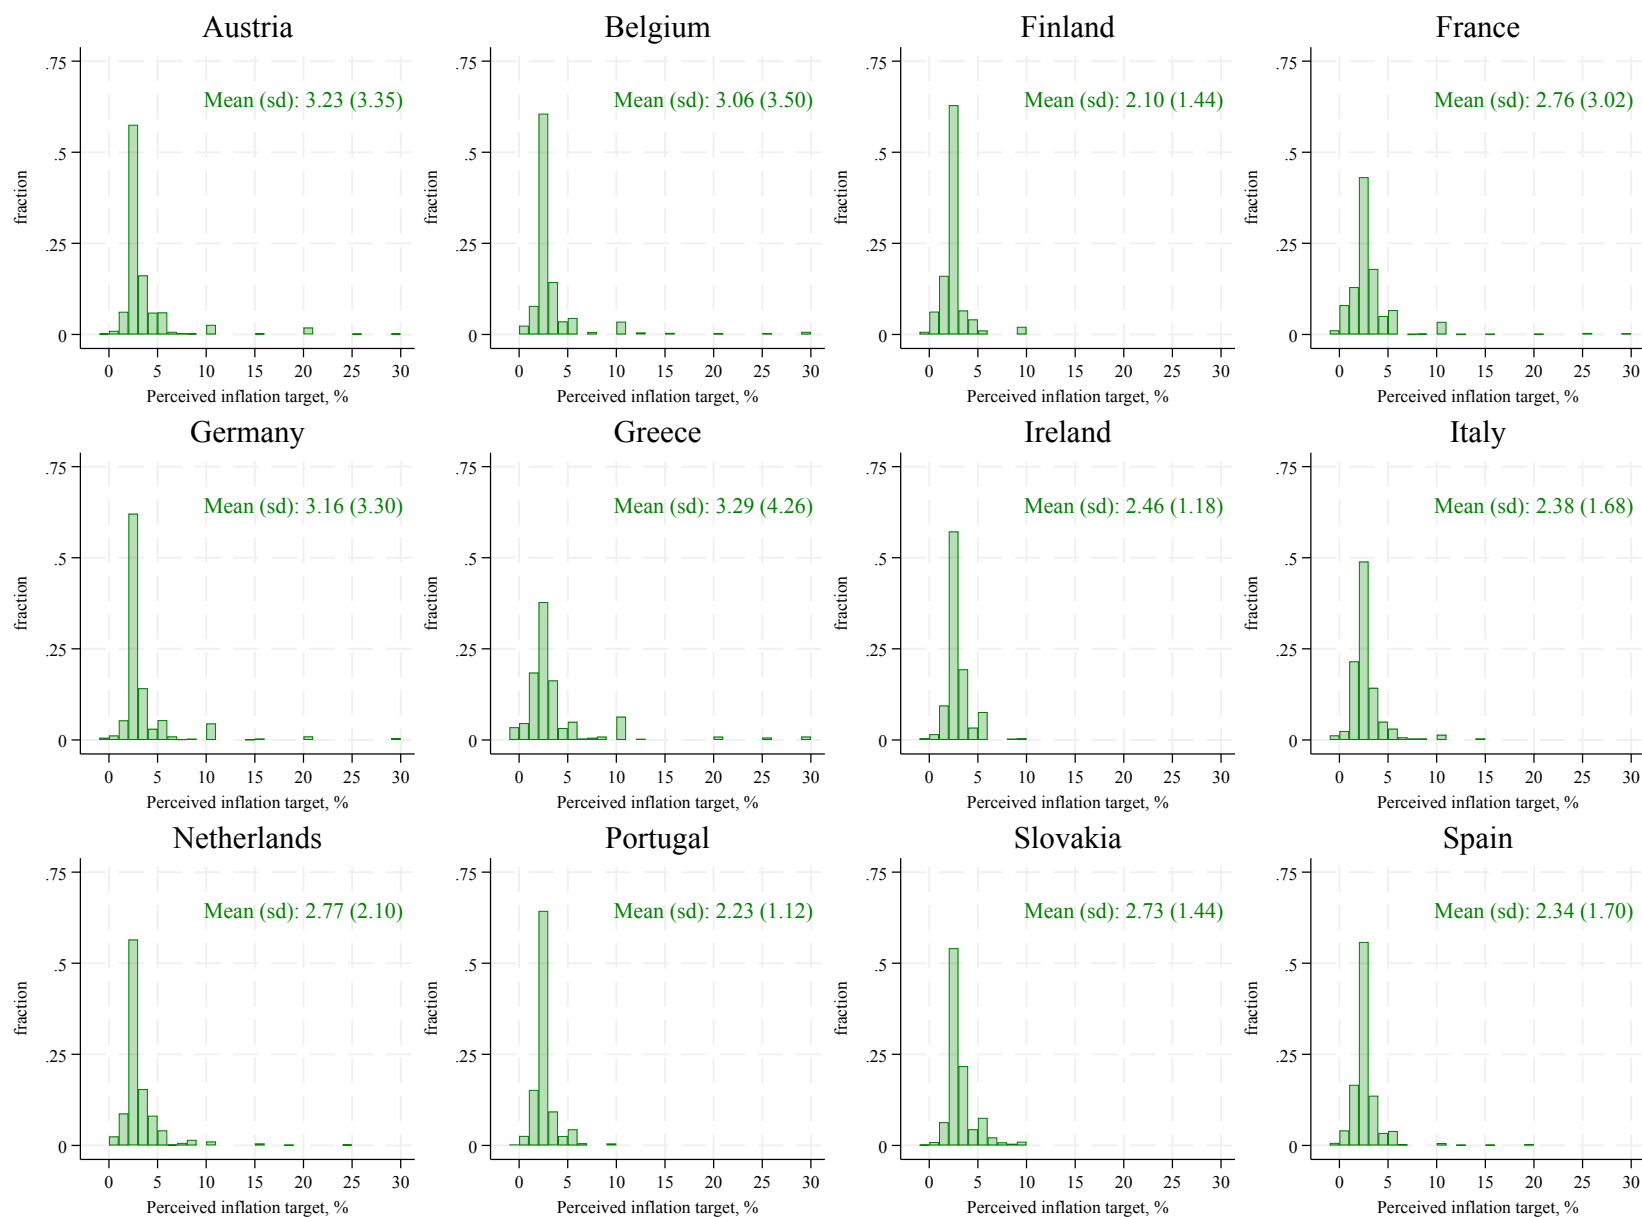 Austria
Mean (sd): 3.23 (3.35)
.75
.5
.25
0
fraction
0 5 10 15 20 25 30
Perceived inflation target, %
Belgium
Mean (sd): 3.06 (3.50)
.75
.5
.25
0
fraction
0 5 10 15 20 25 30
Perceived inflation target, %
Finland
Mean (sd): 2.10 (1.44)
.75
.5
.25
0
fraction
0 5 10 15 20 25 30
Perceived inflation target, %
France
Mean (sd): 2.76 (3.02)
.75
.5
.25
0
fraction
0 5 10 15 20 25 30
Perceived inflation target, %
Germany
Mean (sd): 3.16 (3.30)
.75
.5
.25
0
fraction
0 5 10 15 20 25 30
Perceived inflation target, %
Greece
Mean (sd): 3.29 (4.26)
.75
.5
.25
0
fraction
0 5 10 15 20 25 30
Perceived inflation target, %
Ireland
Mean (sd): 2.46 (1.18)
.75
.5
.25
0
fraction
0 5 10 15 20 25 30
Perceived inflation target, %
Italy
Mean (sd): 2.38 (1.68)
.75
.5
.25
0
fraction
0 5 10 15 20 25 30
Perceived inflation target, %
Netherlands
Mean (sd): 2.77 (2.10)
.75
.5
.25
0
fraction
0 5 10 15 20 25 30
Perceived inflation target, %
Portugal
Mean (sd): 2.23 (1.12)
.75
.5
.25
0
fraction
0 5 10 15 20 25 30
Perceived inflation target, %
Slovakia
Mean (sd): 2.73 (1.44)
.75
.5
.25
0
fraction
0 5 10 15 20 25 30
Perceived inflation target, %
Spain
Mean (sd): 2.34 (1.70)
.75
.5
.25
0
fraction
0 5 10 15 20 25 30
Perceived inflation target, %